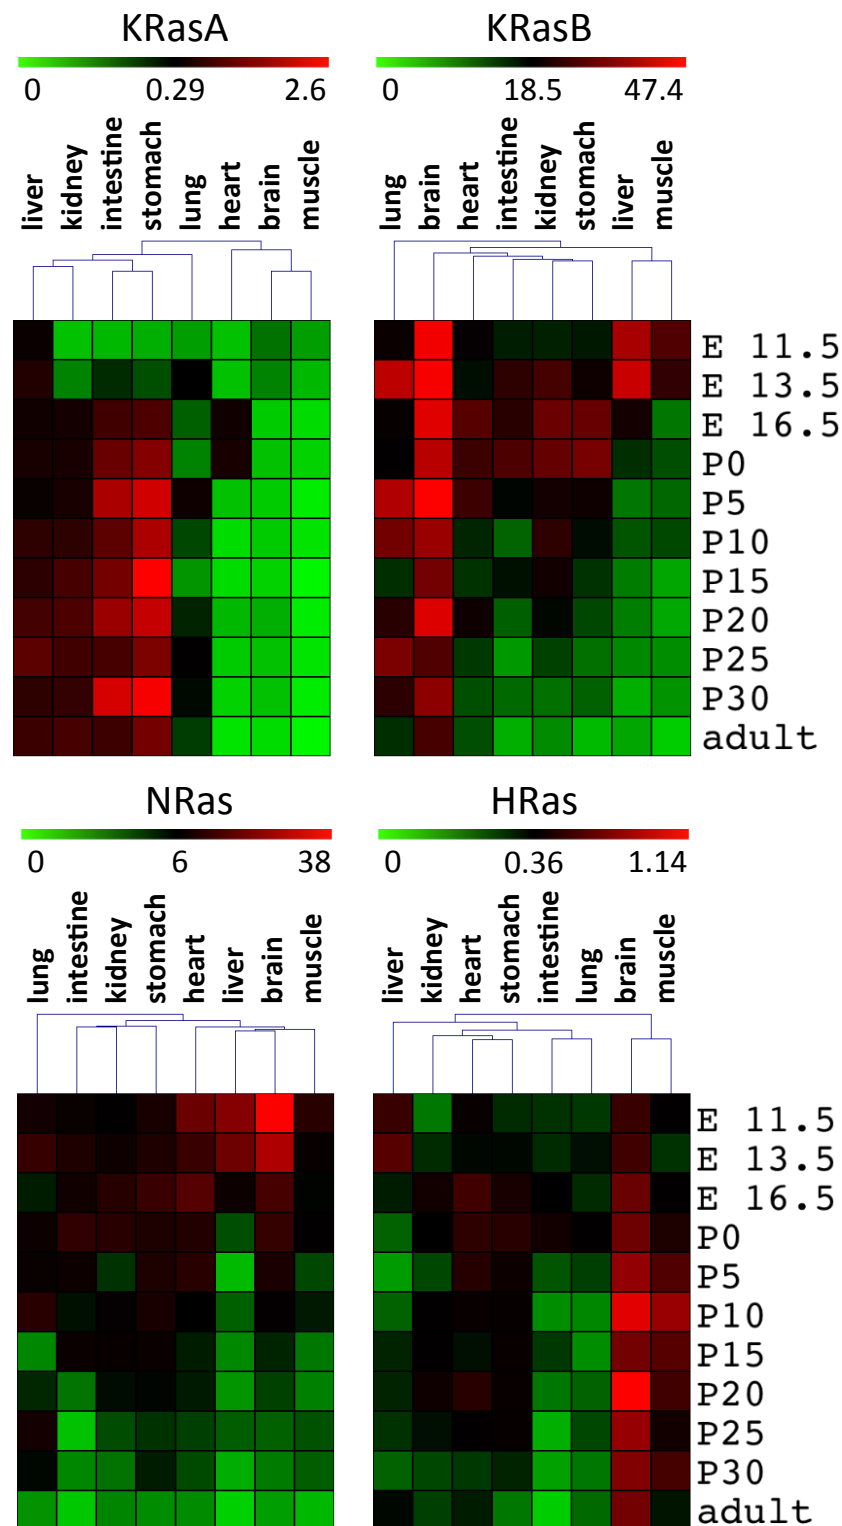 KRasA
KRasB
0 0.29 2.6
0 18.5 47.4
liver kidney intestine stomach lung heart brain muscle
lung brain heart intestine kidney stomach liver muscle
E 11.5
E 13.5
E 16.5
P0
P5
P10
P15
P20
P25
P30
adult
NRas
HRas
0 6 38
0 0.36 1.14
lung intestine kidney stomach heart liver brain muscle
liver kidney heart stomach intestine lung brain muscle
E 11.5
E 13.5
E 16.5
P0
P5
P10
P15
P20
P25
P30
adult